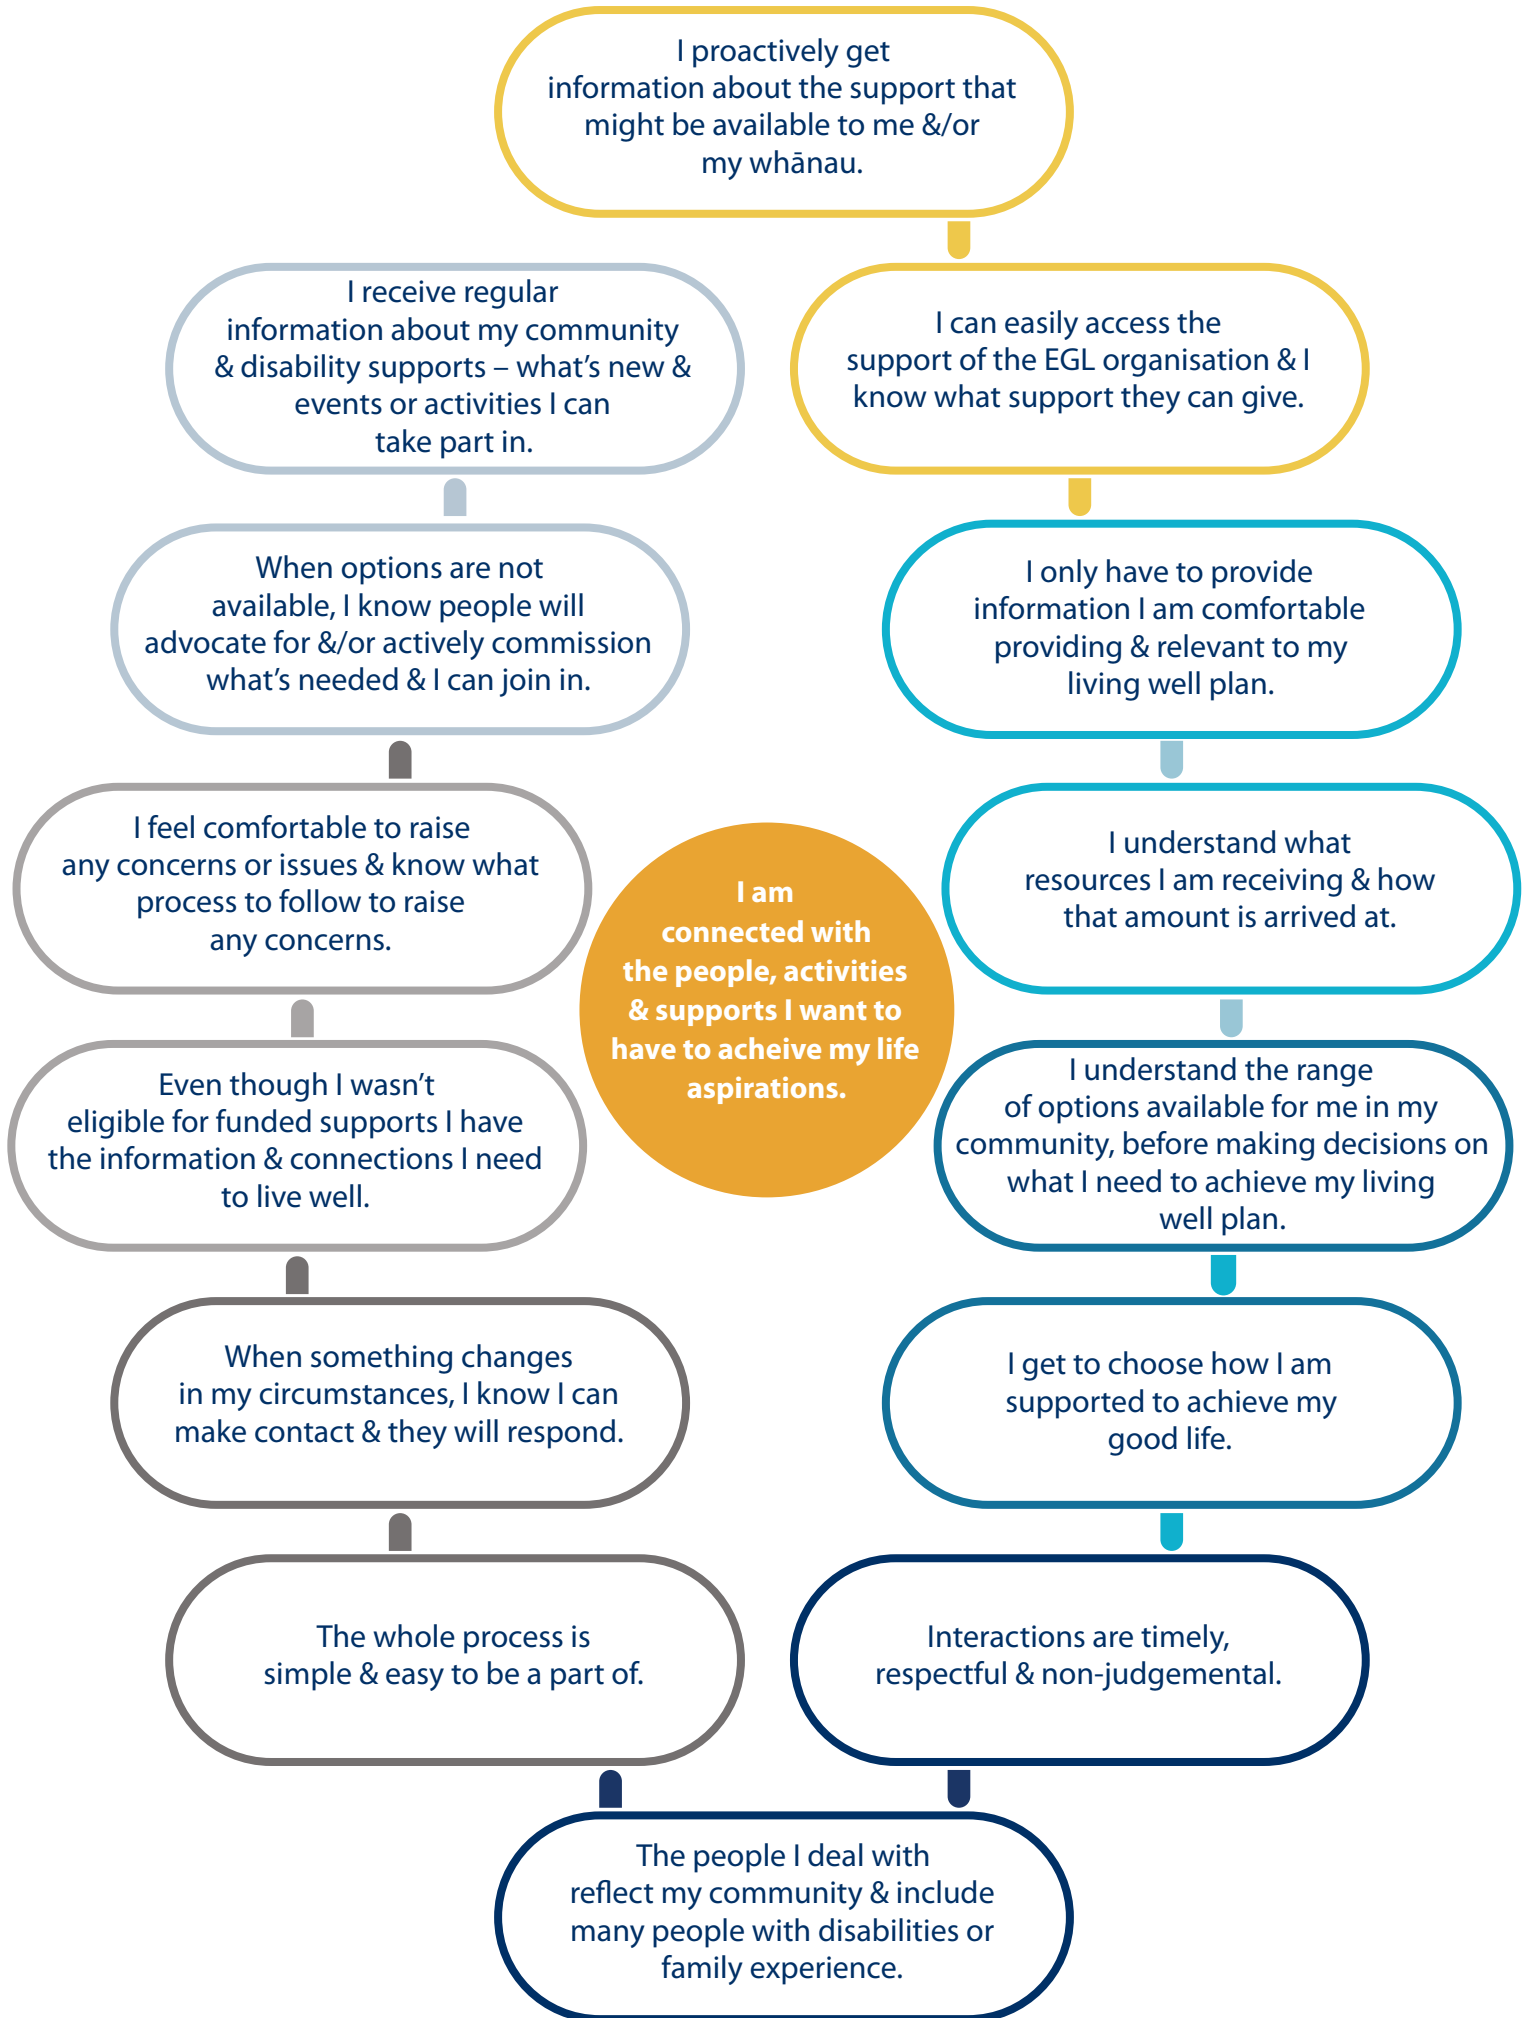 I proactively get
information about the support that
might be available to me &/or
my whānau.
I can easily access the
support of the EGL organisation & I
know what support they can give.
I only have to provide
information I am comfortable
providing & relevant to my
living well plan.
I understand what
resources I am receiving & how
that amount is arrived at.
I understand the range
of options available for me in my
community, before making decisions on
what I need to achieve my living
well plan.
I get to choose how I am
supported to achieve my
good life.
Interactions are timely,
respectful & non-judgemental.
The people I deal with
reflect my community & include
many people with disabilities or
family experience.
The whole process is
simple & easy to be a part of.
When something changes
in my circumstances, I know I can
make contact & they will respond.
Even though I wasn’t
eligible for funded supports I have
the information & connections I need
to live well.
I feel comfortable to raise
any concerns or issues & know what
process to follow to raise
any concerns.
When options are not
available, I know people will
advocate for &/or actively commission
what’s needed & I can join in.
I receive regular
information about my community
& disability supports – what’s new &
events or activities I can
take part in.
I am
connected with
the people, activities
& supports I want to
have to acheive my life
aspirations.